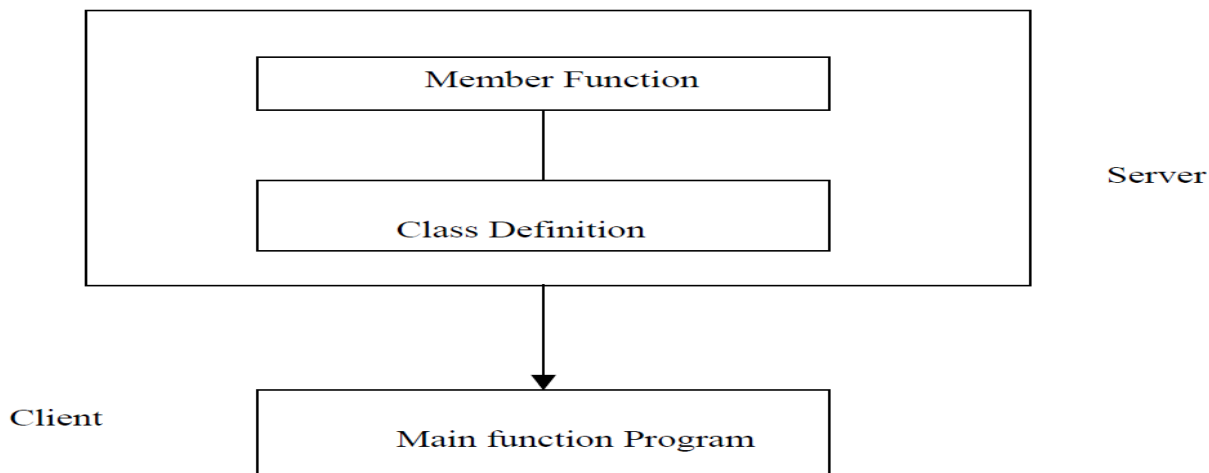 Member Function
Server
Class Definition
Client
Main function Program